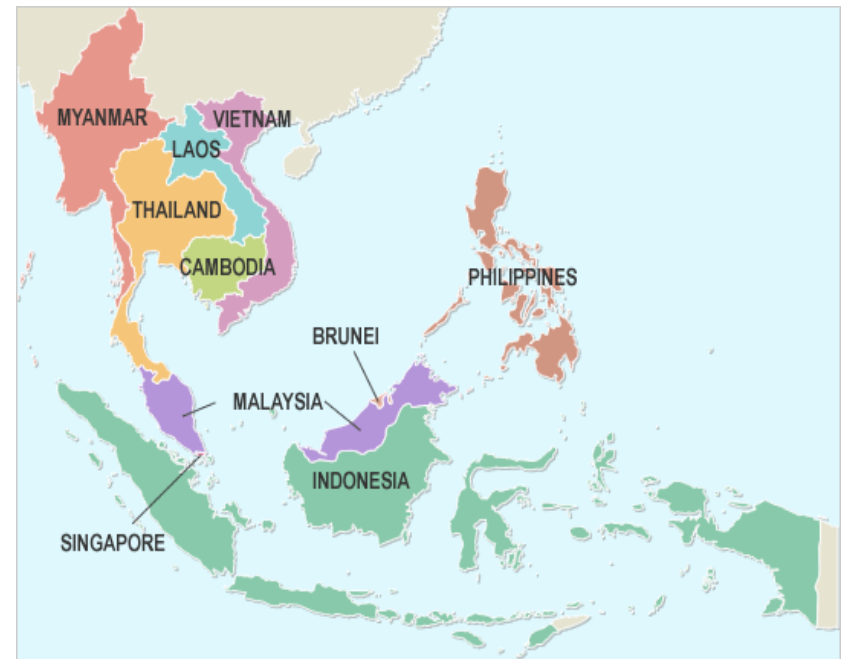 MYANMAR
VIETNAM
LAOS
THAILAND
CAMBODIA
PHILIPPINES
BRUNEI
MALAYSIA
INDONESIA
SINGAPORE